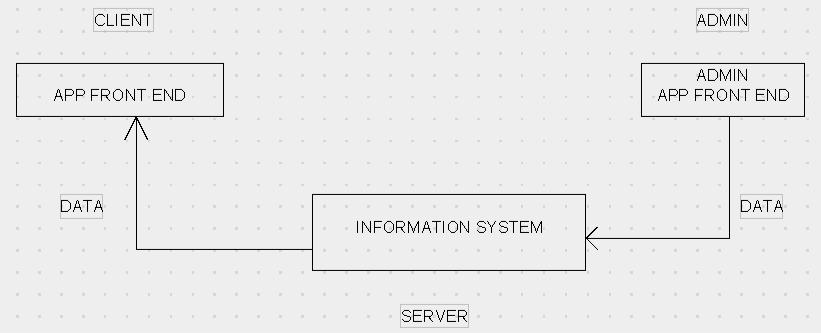 CLIENT
ADMIN
APP FRONT END
ADMIN
APP FRONT END
DATA
DATA
INFORMATION SYSTEM
SERVER